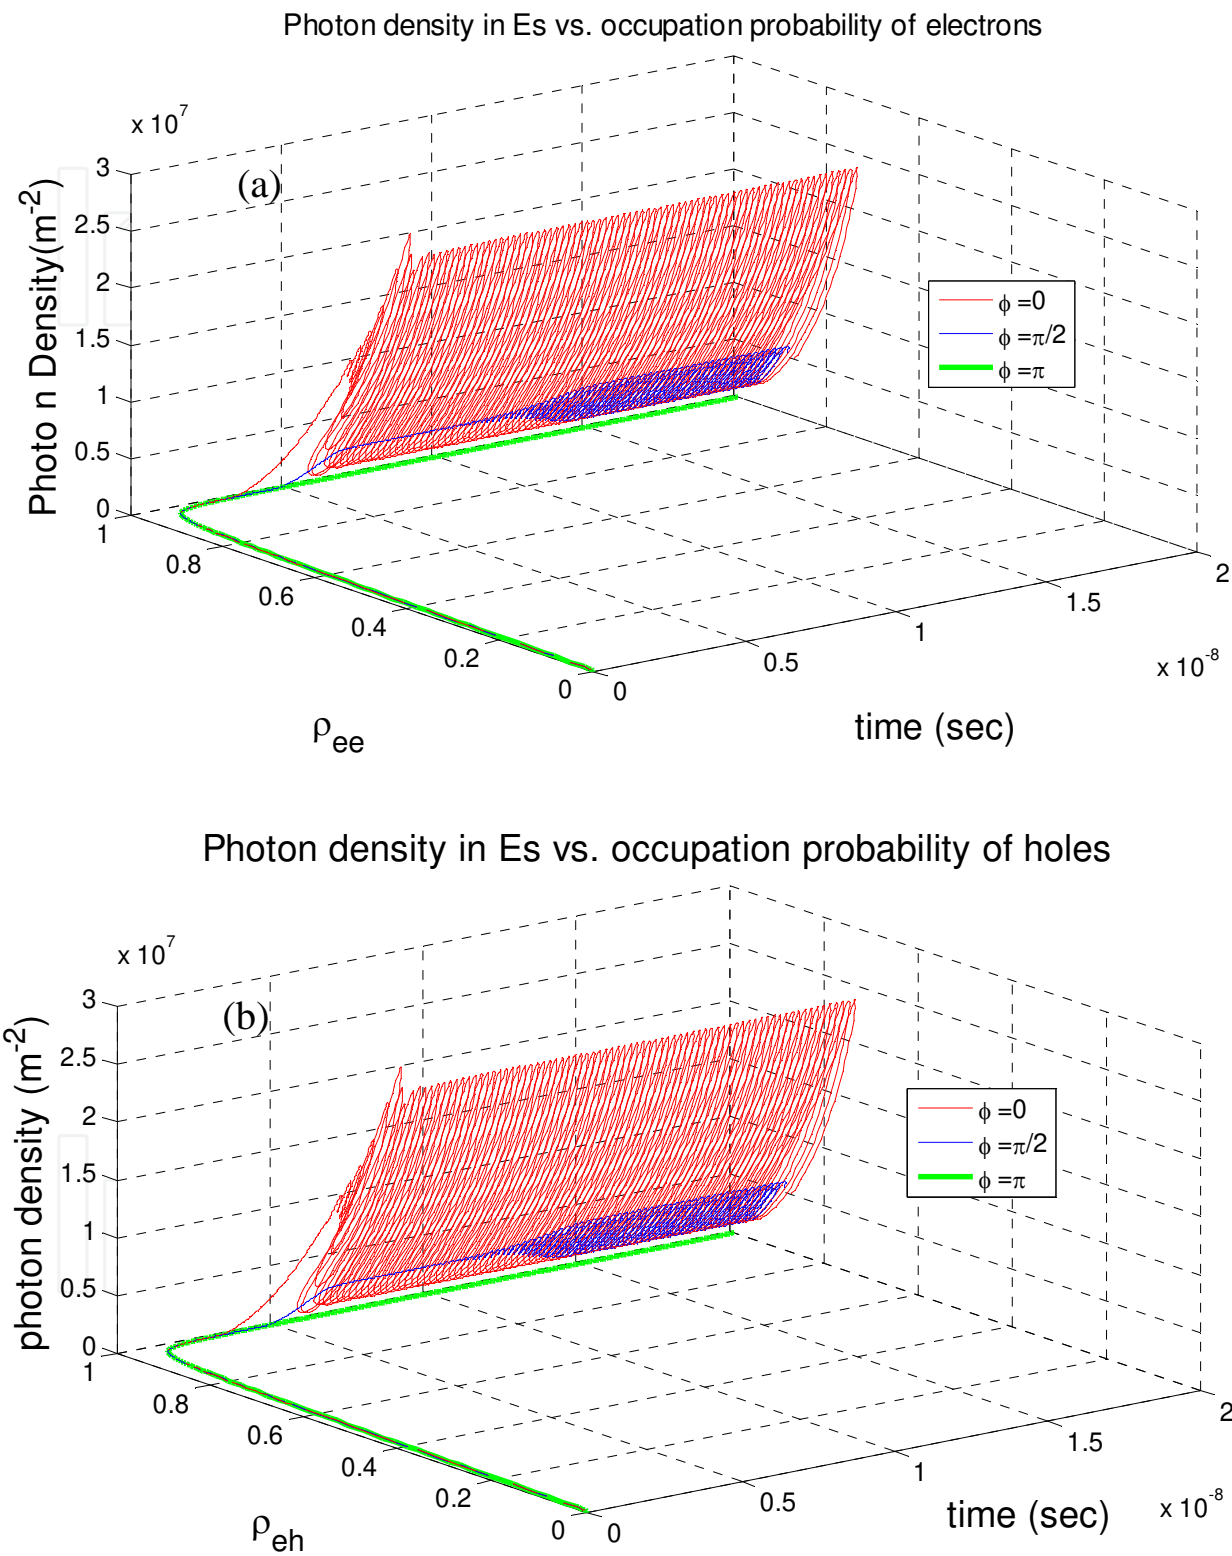 Photon density in Es vs. occupation probability of electrons
x 10^7
(a)
3
2.5
2
1.5
1
0.5
0
Photo n Density(m^-2)
ϕ =0
ϕ =π/2
ϕ =π
1
0.8
0.6
0.4
0.2
0
0
0.5
1
1.5
2
x 10^-8
ρ_ee
time (sec)
Photon density in Es vs. occupation probability of holes
x 10^7
(b)
3
2.5
2
1.5
1
0.5
0
photon density (m^-2)
ϕ =0
ϕ =π/2
ϕ =π
1
0.8
0.6
0.4
0.2
0
0
0.5
1
1.5
2
x 10^-8
ρ_eh
time (sec)